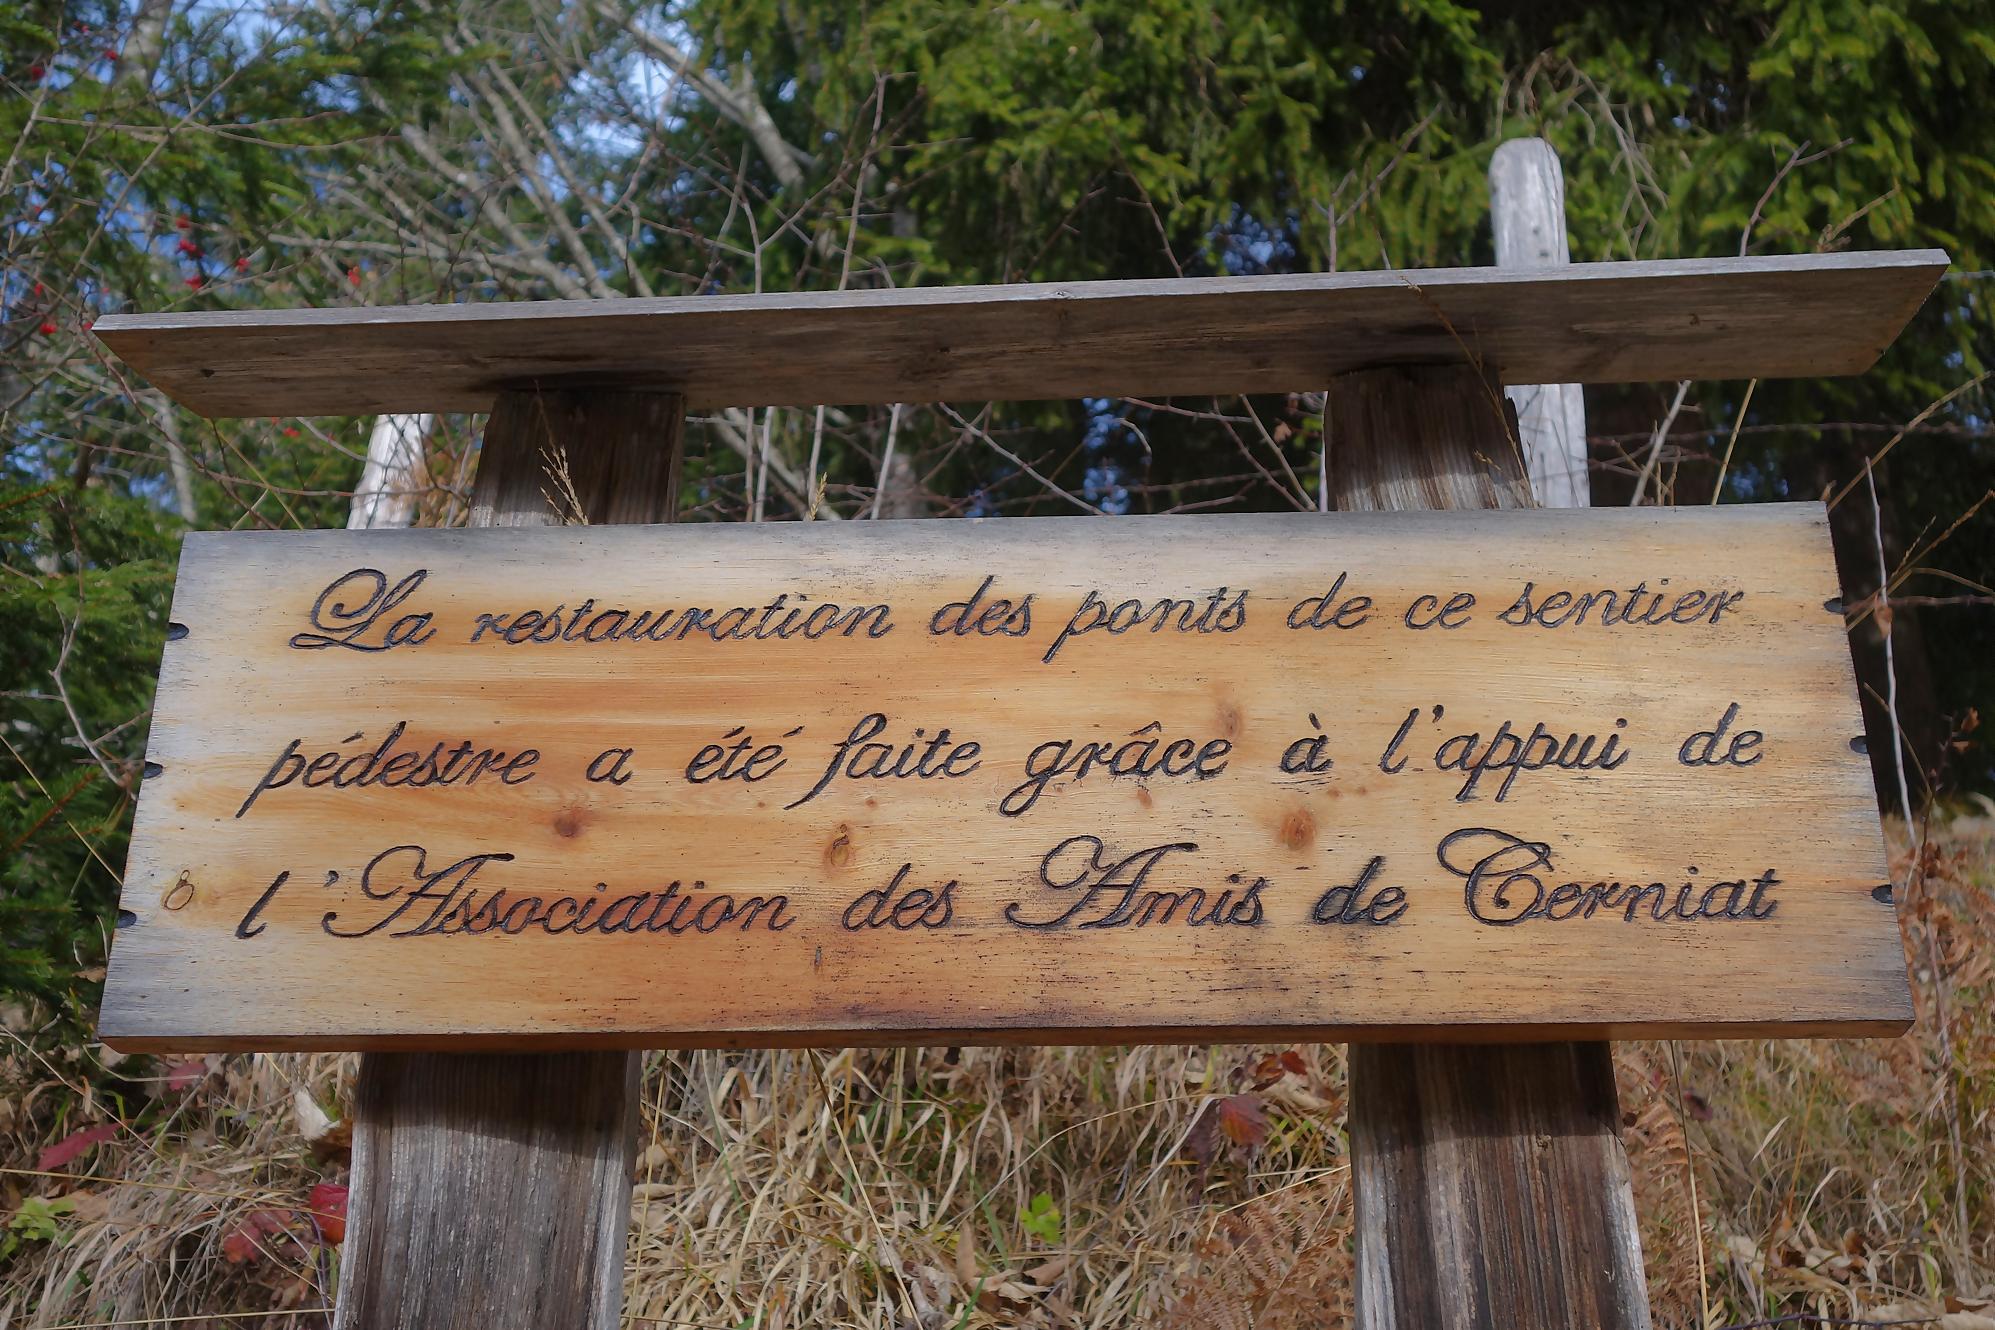 La restauration des ponts de ce sentier
pédestre a été faite grâce à l'appui de
l'Association des Amis de Cerniat